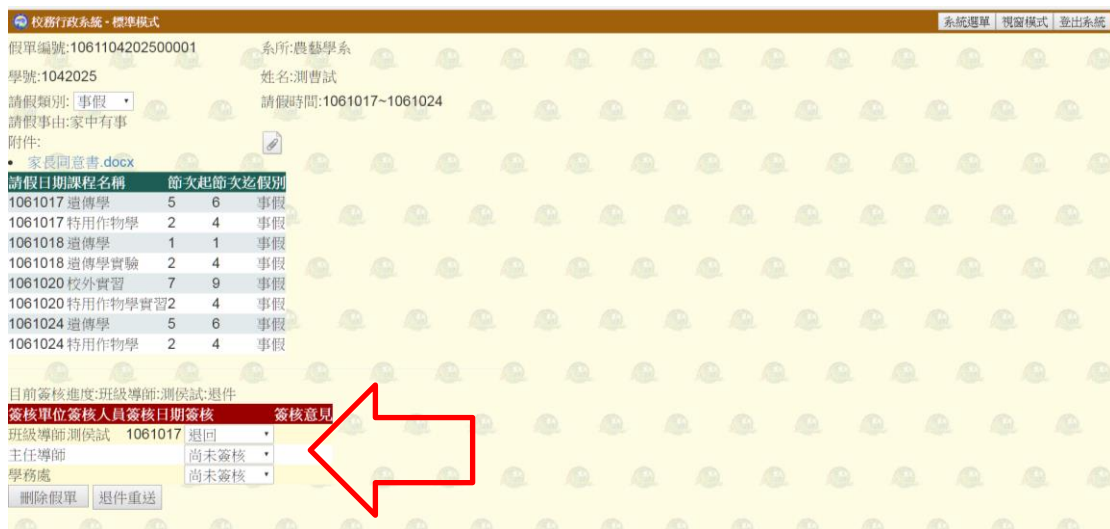 校務行政系統 - 標準模式 系統選單 視窗模式 登出系統
假單編號:1061104202500001 系所:農藝學系
學號:1042025 姓名:測曹試
請假類別: 事假 請假時間:1061017~1061024
請假事由:家中有事
附件:
家長同意書.docx
請假日期課程名稱 節次起節次迄假別
1061017 遺傳學 5 6 事假
1061017 特用作物學 2 4 事假
1061018 遺傳學 1 1 事假
1061018 遺傳學實驗 2 4 事假
1061020 校外實習 7 9 事假
1061020 特用作物學實習2 4 事假
1061024 遺傳學 5 6 事假
1061024 特用作物學 2 4 事假
目前簽核進度:班級導師:測侯試:退件
簽核單位簽核人員簽核日期簽核 簽核意見
班級導師測侯試 1061017 退回
主任導師 尚未簽核
學務處 尚未簽核
刪除假單 退件重送